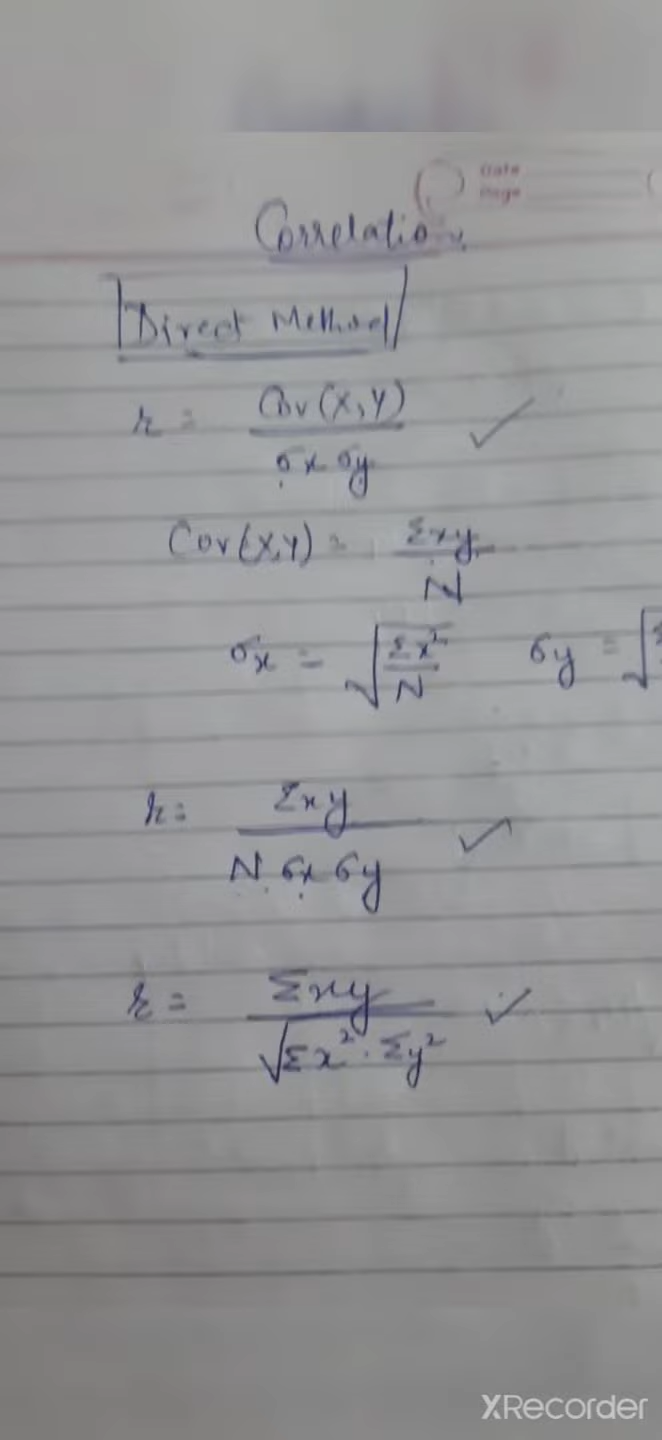 Date
Page
Correlation
Direct Method
r = Cov(X,Y) / σx σy ✓
Cov(X,Y) = Σxy / N
σx = √(Σx² / N) σy = √
r = Σxy / N σx σy ✓
r = Σxy / √(Σx² · Σy²) ✓
XRecorder